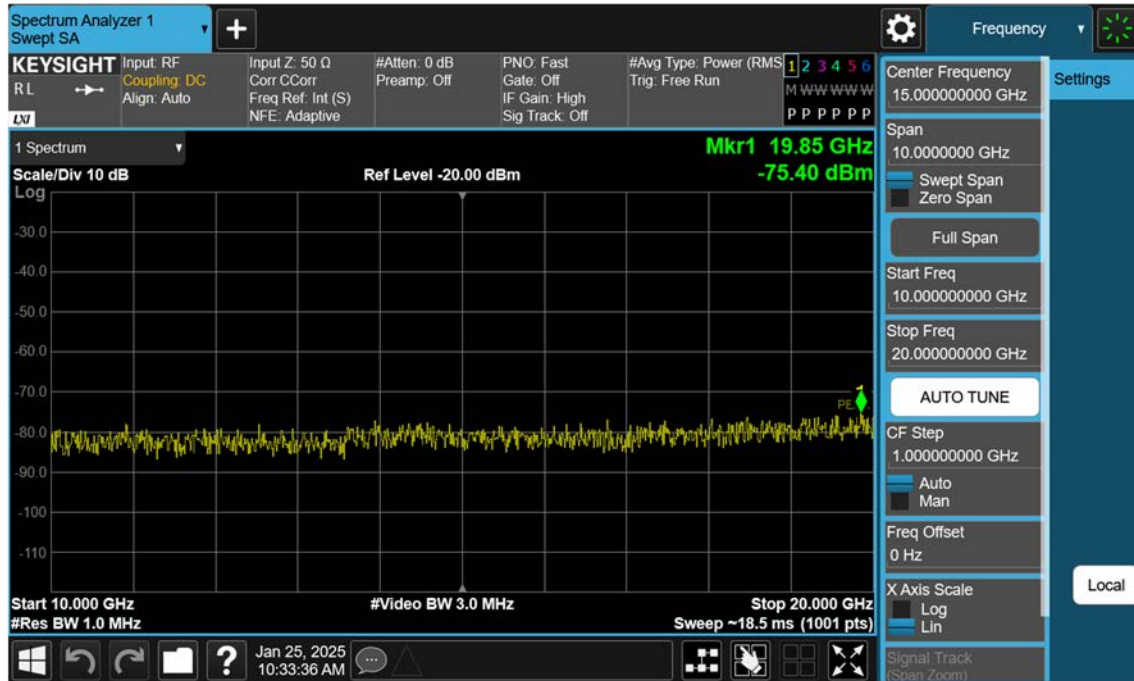 Spectrum Analyzer 1
Swept SA
+
Frequency
KEYSIGHT
R L
LXI
Input: RF
Coupling: DC
Align: Auto
Input Z: 50 Ω
Corr CCorr
Freq Ref: Int (S)
NFE: Adaptive
#Atten: 0 dB
Preamp: Off
PNO: Fast
Gate: Off
IF Gain: High
Sig Track: Off
#Avg Type: Power (RMS
Trig: Free Run
1 2 3 4 5 6
M W W W W W
P P P P P P
1 Spectrum
Scale/Div 10 dB
Ref Level -20.00 dBm
Mkr1 19.85 GHz
-75.40 dBm
Log
-30.0
-40.0
-50.0
-60.0
-70.0
-80.0
-90.0
-100
-110
1
Start 10.000 GHz
#Res BW 1.0 MHz
#Video BW 3.0 MHz
Stop 20.000 GHz
Sweep ~18.5 ms (1001 pts)
Center Frequency
15.000000000 GHz
Span
10.0000000 GHz
Swept Span
Zero Span
Full Span
Start Freq
10.000000000 GHz
Stop Freq
20.000000000 GHz
AUTO TUNE
CF Step
1.000000000 GHz
Auto
Man
Freq Offset
0 Hz
X Axis Scale
Log
Lin
Signal Track
(Span Zoom)
Settings
Local
?
Jan 25, 2025
10:33:36 AM